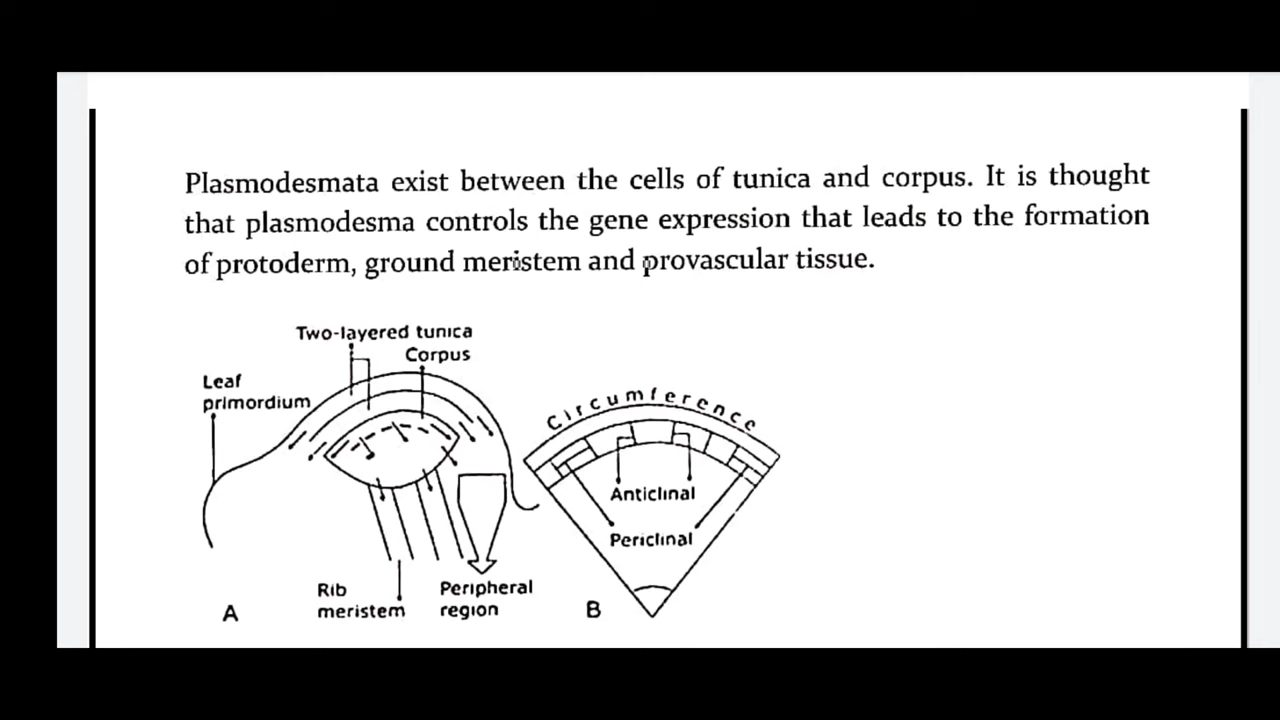 Plasmodesmata exist between the cells of tunica and corpus. It is thought
that plasmodesma controls the gene expression that leads to the formation
of protoderm, ground meristem and provascular tissue.
Two-layered tunica
Corpus
Leaf
primordium
Circumference
Anticlinal
Periclinal
Rib
meristem
Peripheral
region
A
B